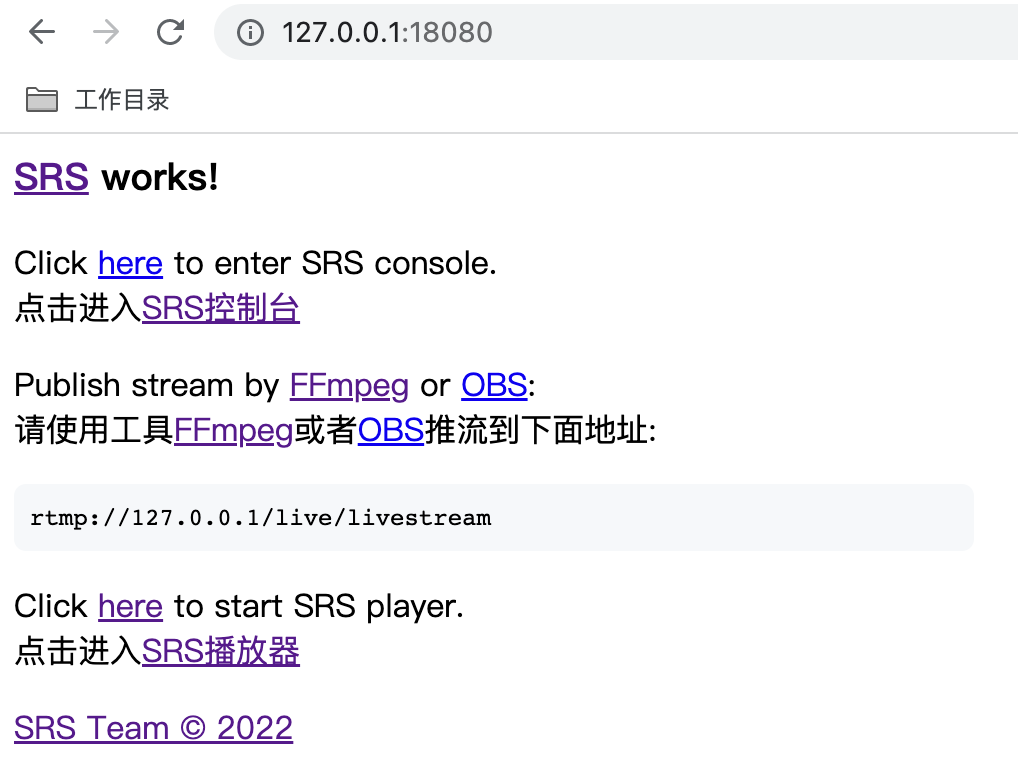 127.0.0.1:18080
工作目录
SRS works!
Click here to enter SRS console.
点击进入SRS控制台
Publish stream by FFmpeg or OBS:
请使用工具FFmpeg或者OBS推流到下面地址:
rtmp://127.0.0.1/live/livestream
Click here to start SRS player.
点击进入SRS播放器
SRS Team © 2022